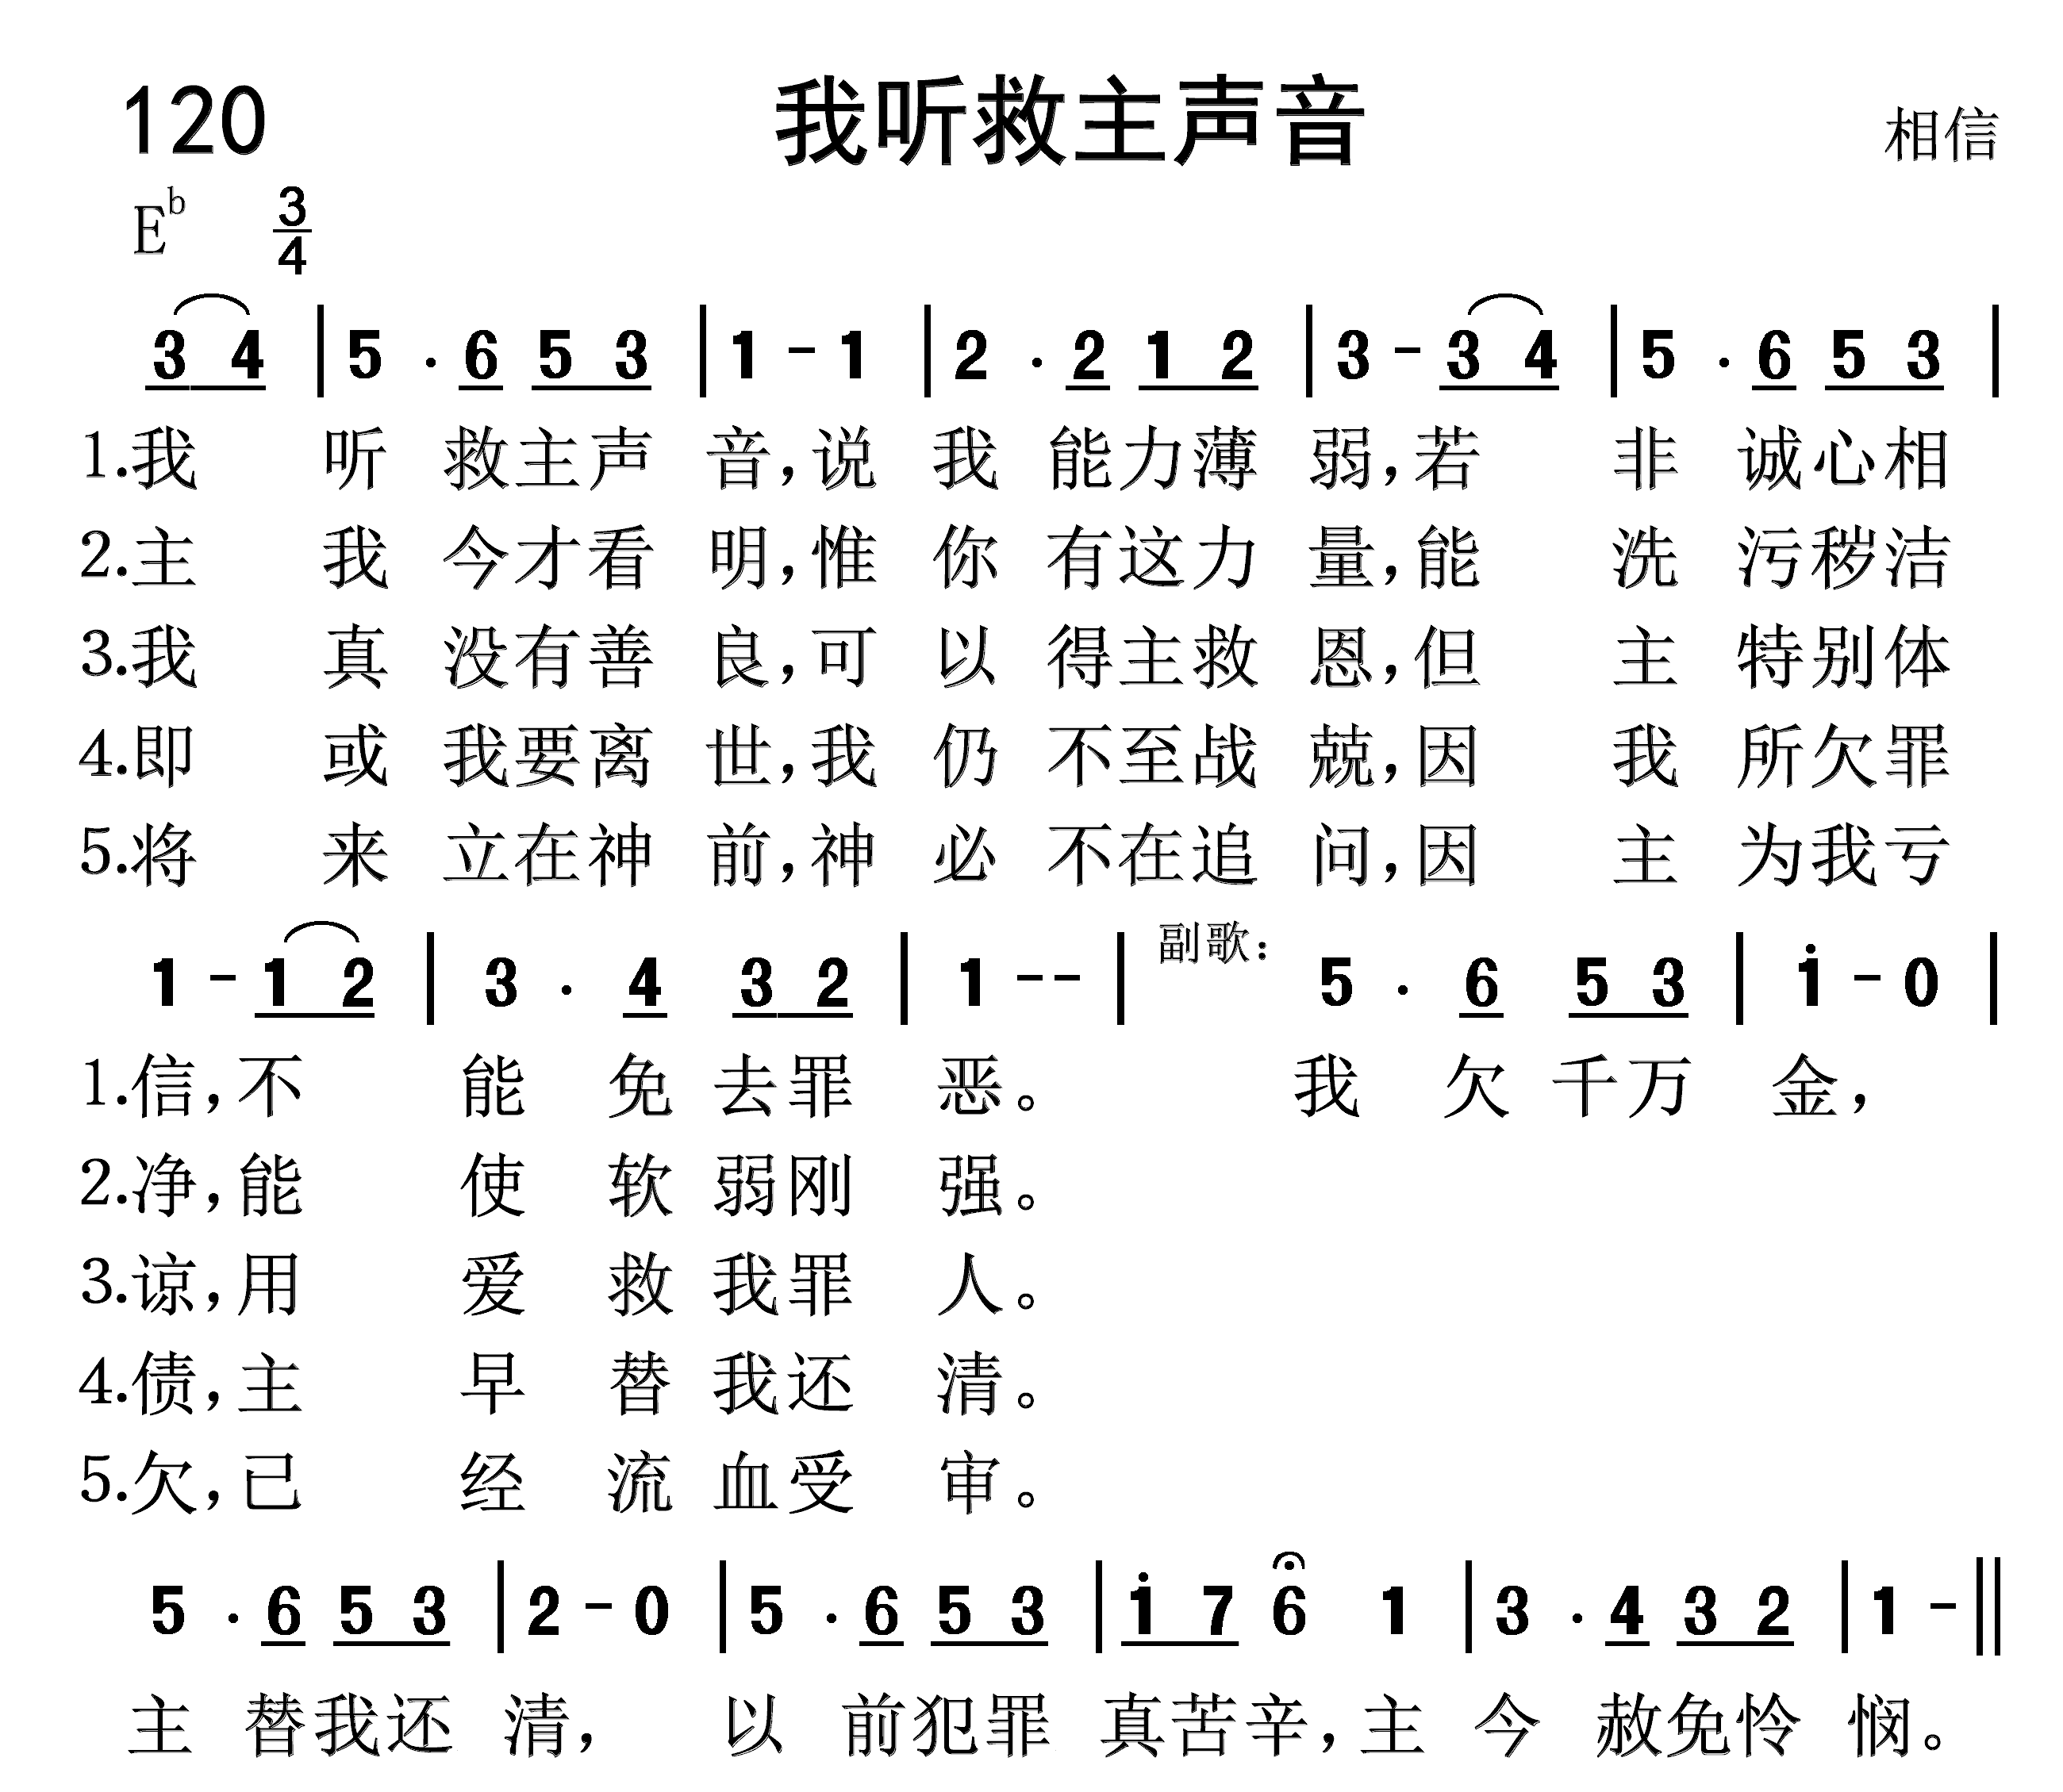 120 我听救主声音 相信
E♭ 3/4
3 4 | 5 · 6 5 3 | 1 - 1 | 2 · 2 1 2 | 3 - 3 4 | 5 · 6 5 3 |
1.我 听 救主声 音,说 我 能力薄 弱,若 非 诚心相
2.主 我 今才看 明,惟 你 有这力 量,能 洗 污秽洁
3.我 真 没有善 良,可 以 得主救 恩,但 主 特别体
4.即 或 我要离 世,我 仍 不至战 兢,因 我 所欠罪
5.将 来 立在神 前,神 必 不在追 问,因 主 为我亏
1 - 1 2 | 3 · 4 3 2 | 1 - - | 副歌: 5 · 6 5 3 | i - 0 |
1.信,不 能 免 去罪 恶。 我 欠 千万 金,
2.净,能 使 软 弱刚 强。
3.谅,用 爱 救 我罪 人。
4.债,主 早 替 我还 清。
5.欠,已 经 流 血受 审。
5 · 6 5 3 | 2 - 0 | 5 · 6 5 3 | i 7 6 1 | 3 · 4 3 2 | 1 - ||
主 替我还 清, 以 前犯罪 真苦辛,主 今 赦免怜 悯。